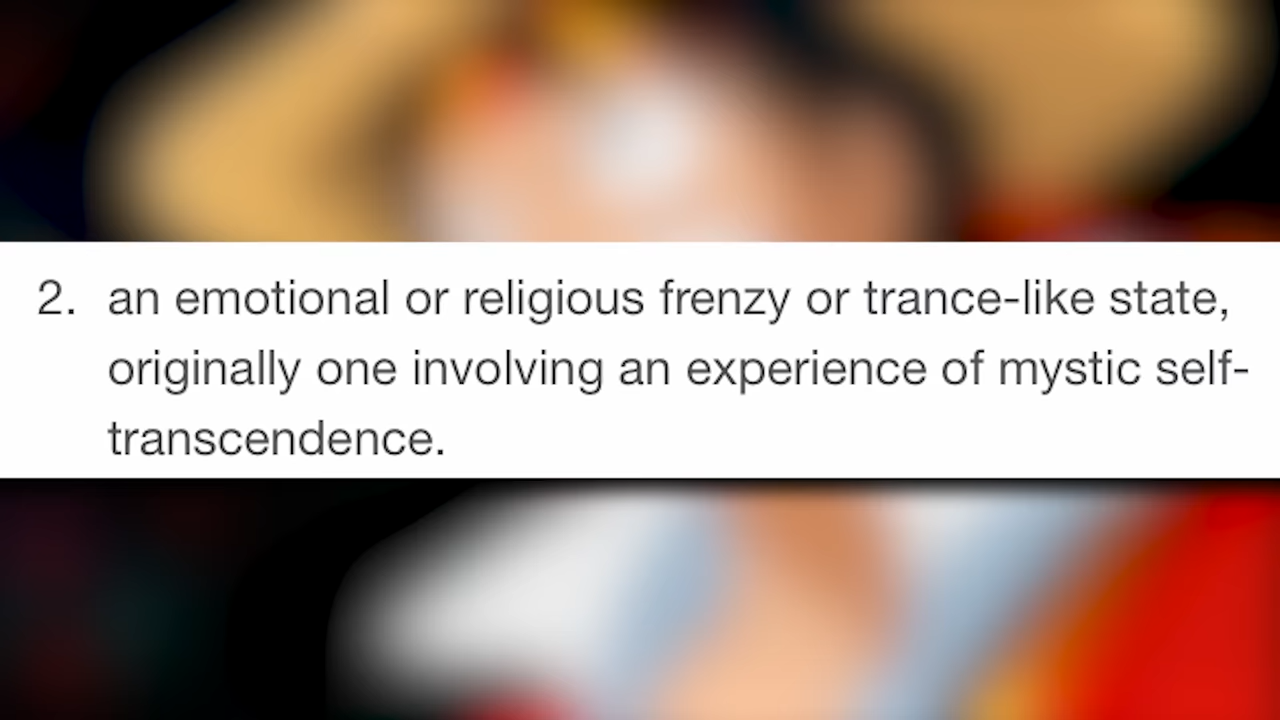 2. an emotional or religious frenzy or trance-like state,
originally one involving an experience of mystic self-
transcendence.